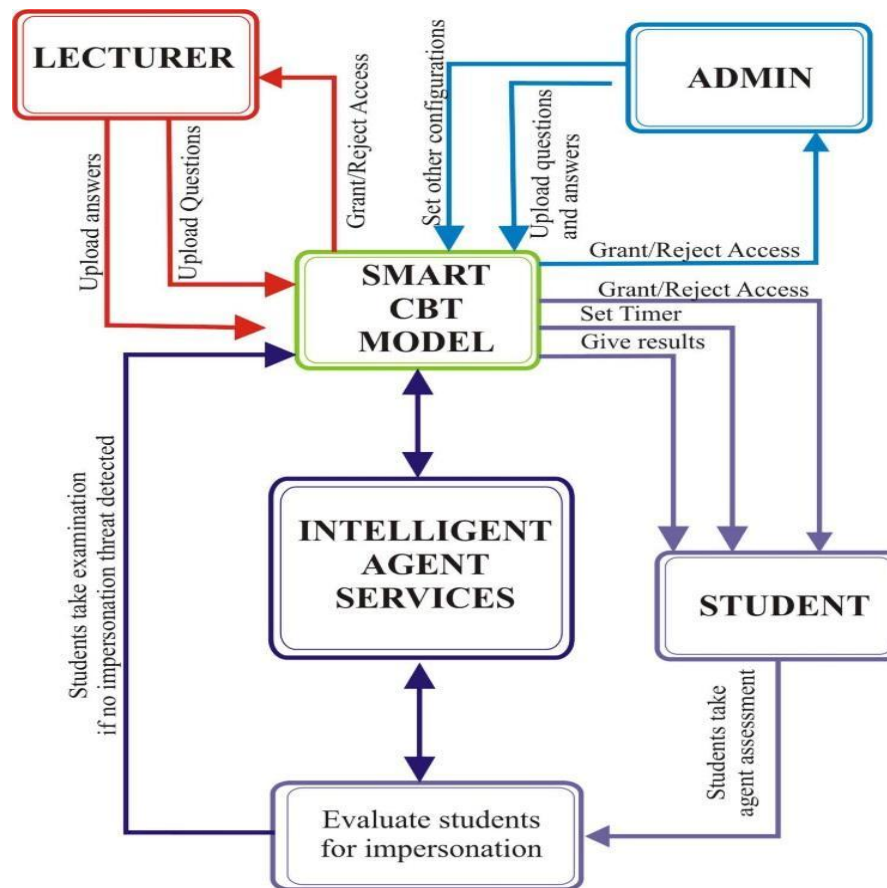 LECTURER
ADMIN
Upload answers
Upload Questions
Grant/Reject Access
Set other configurations
Upload questions
and answers
Grant/Reject Access
SMART
CBT
MODEL
Grant/Reject Access
Set Timer
Give results
Students take examination
if no impersonation threat detected
INTELLIGENT
AGENT
SERVICES
STUDENT
Students take
agent assessment
Evaluate students
for impersonation